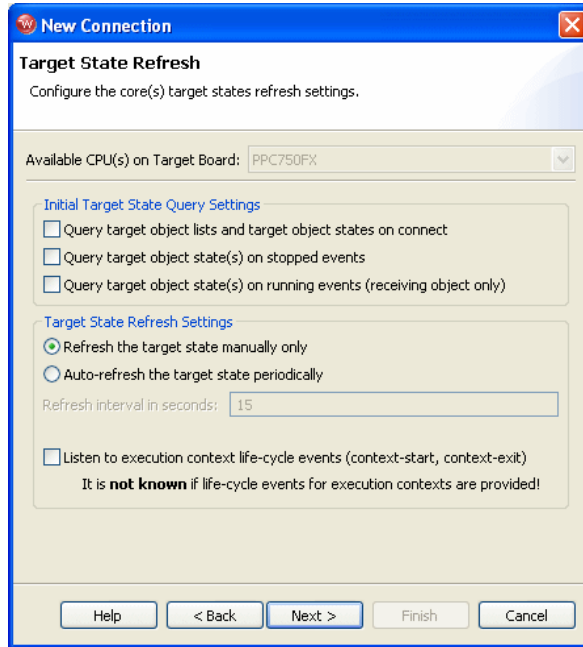 New Connection
Target State Refresh
Configure the core(s) target states refresh settings.
Available CPU(s) on Target Board: PPC750FX
Initial Target State Query Settings
Query target object lists and target object states on connect
Query target object state(s) on stopped events
Query target object state(s) on running events (receiving object only)
Target State Refresh Settings
Refresh the target state manually only
Auto-refresh the target state periodically
Refresh interval in seconds: 15
Listen to execution context life-cycle events (context-start, context-exit)
It is not known if life-cycle events for execution contexts are provided!
Help < Back Next > Finish Cancel